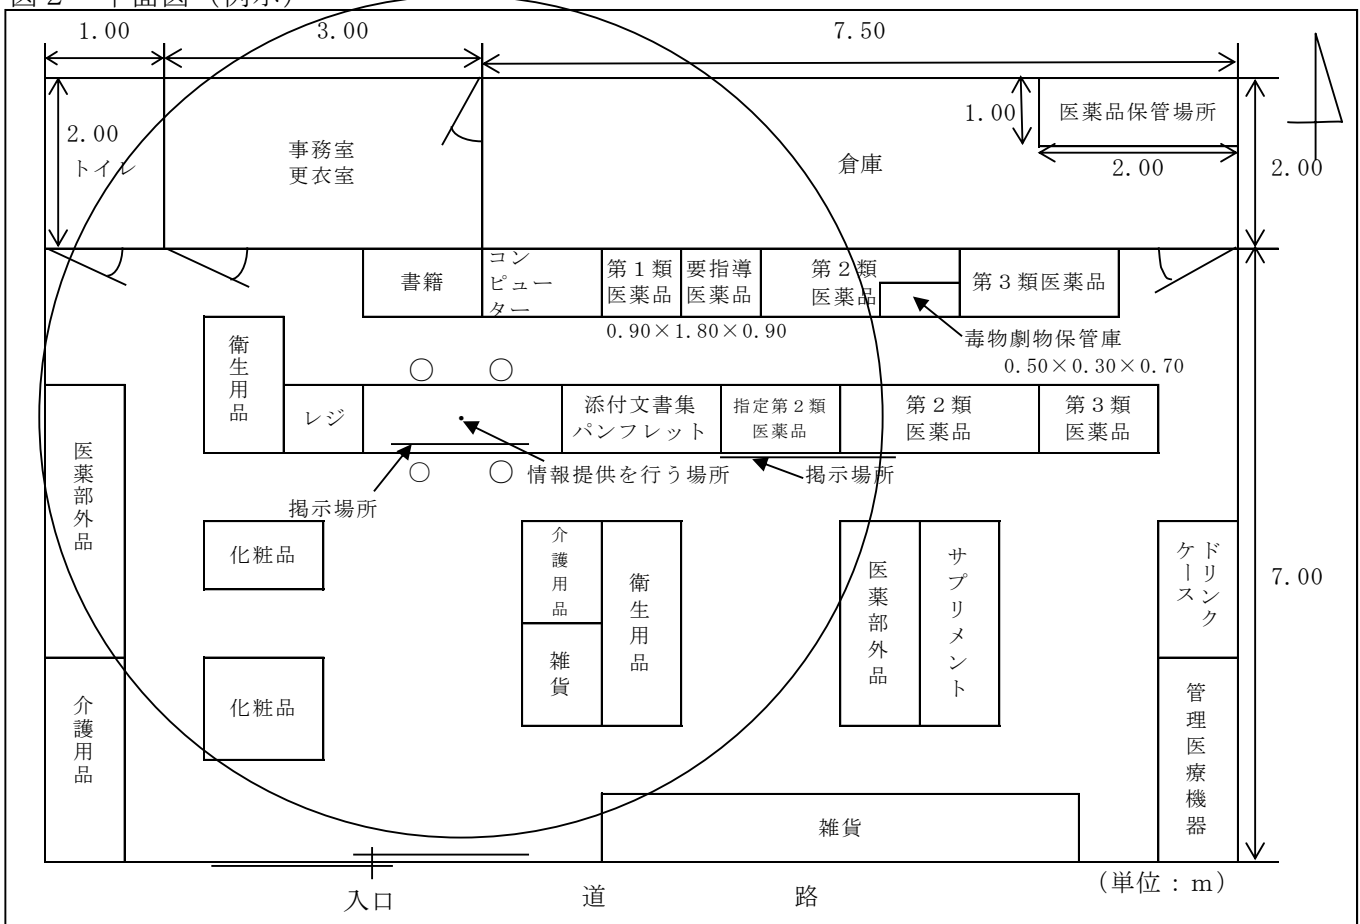 図2 平面図(例示)
1.00
3.00
7.50
2.00
トイレ
事務室
更衣室
倉庫
1.00
医薬品保管場所
2.00
2.00
書籍
コン
ピュー
ター
第1類
医薬品
要指導
医薬品
第2類
医薬品
第3類医薬品
0.90×1.80×0.90
毒物劇物保管庫
0.50×0.30×0.70
衛生用品
レジ
添付文書集
パンフレット
指定第2類
医薬品
第2類
医薬品
第3類
医薬品
情報提供を行う場所
掲示場所
掲示場所
医薬部外品
化粧品
介護用品
衛生用品
医薬部外品
サプリメント
ドリンク
ケース
7.00
雑貨
化粧品
介護用品
管理医療機器
雑貨
入口
道路
(単位:m)